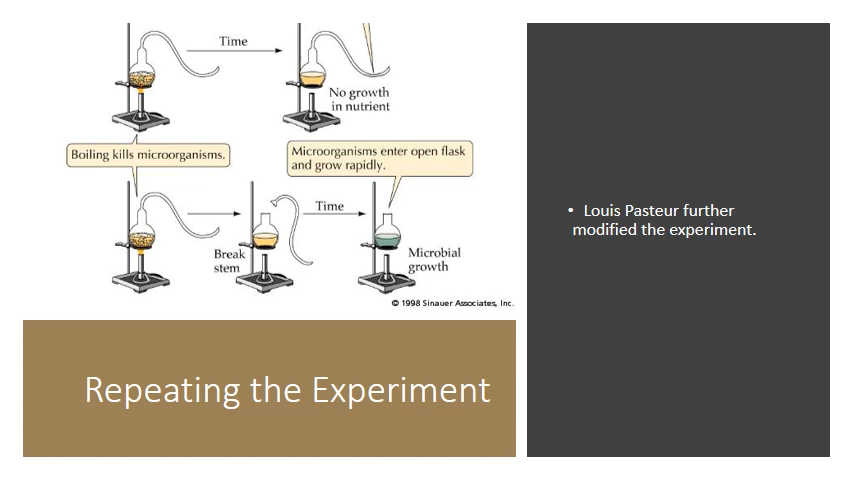 Time
No growth
in nutrient
Boiling kills microorganisms.
Microorganisms enter open flask
and grow rapidly.
Time
Break
stem
Microbial
growth
© 1998 Sinauer Associates, Inc.
Repeating the Experiment
• Louis Pasteur further
modified the experiment.